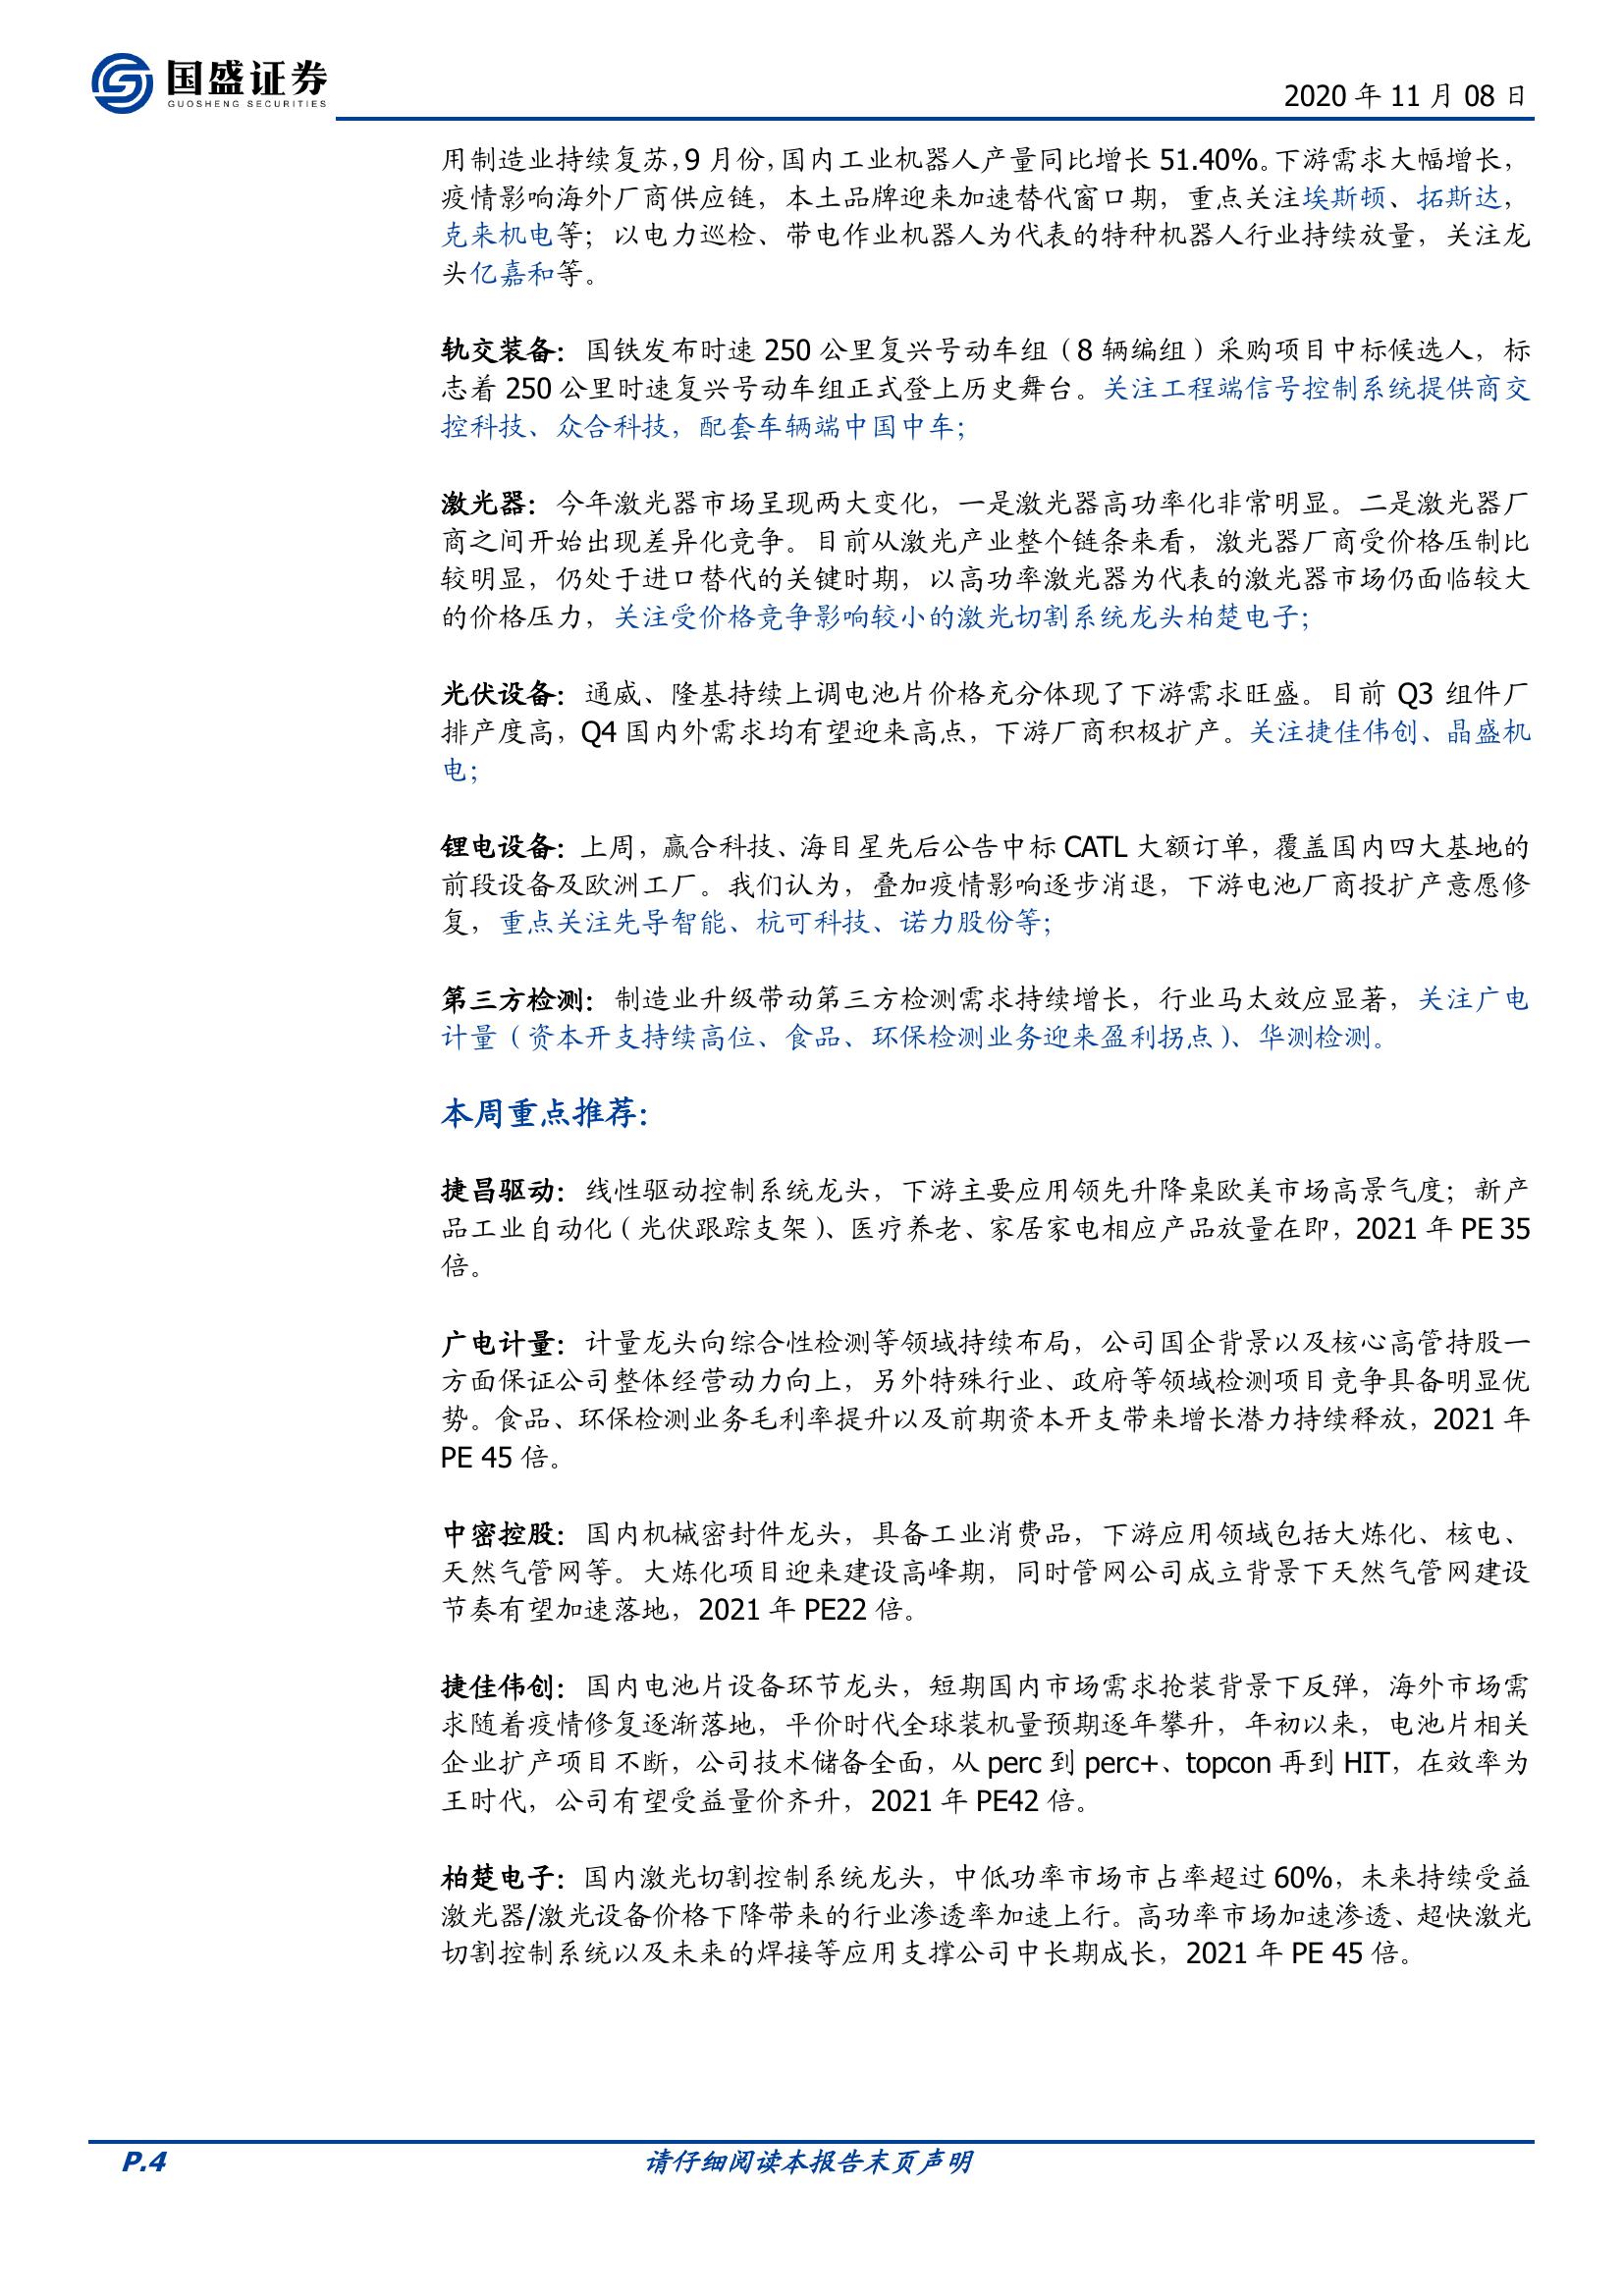 国盛证券
GUOSHENG SECURITIES
2020 年 11 月 08 日
用制造业持续复苏，9 月份，国内工业机器人产量同比增长 51.40%。下游需求大幅增长，
疫情影响海外厂商供应链，本土品牌迎来加速替代窗口期，重点关注埃斯顿、拓斯达，
克来机电等；以电力巡检、带电作业机器人为代表的特种机器人行业持续放量，关注龙
头亿嘉和等。
轨交装备：国铁发布时速 250 公里复兴号动车组（8 辆编组）采购项目中标候选人，标
志着 250 公里时速复兴号动车组正式登上历史舞台。关注工程端信号控制系统提供商交
控科技、众合科技，配套车辆端中国中车；
激光器：今年激光器市场呈现两大变化，一是激光器高功率化非常明显。二是激光器厂
商之间开始出现差异化竞争。目前从激光产业整个链条来看，激光器厂商受价格压制比
较明显，仍处于进口替代的关键时期，以高功率激光器为代表的激光器市场仍面临较大
的价格压力，关注受价格竞争影响较小的激光切割系统龙头柏楚电子；
光伏设备：通威、隆基持续上调电池片价格充分体现了下游需求旺盛。目前 Q3 组件厂
排产度高，Q4 国内外需求均有望迎来高点，下游厂商积极扩产。关注捷佳伟创、晶盛机
电；
锂电设备：上周，赢合科技、海目星先后公告中标 CATL 大额订单，覆盖国内四大基地的
前段设备及欧洲工厂。我们认为，叠加疫情影响逐步消退，下游电池厂商投扩产意愿修
复，重点关注先导智能、杭可科技、诺力股份等；
第三方检测：制造业升级带动第三方检测需求持续增长，行业马太效应显著，关注广电
计量（资本开支持续高位、食品、环保检测业务迎来盈利拐点）、华测检测。
本周重点推荐：
捷昌驱动：线性驱动控制系统龙头，下游主要应用领先升降桌欧美市场高景气度；新产
品工业自动化（光伏跟踪支架）、医疗养老、家居家电相应产品放量在即，2021 年 PE 35
倍。
广电计量：计量龙头向综合性检测等领域持续布局，公司国企背景以及核心高管持股一
方面保证公司整体经营动力向上，另外特殊行业、政府等领域检测项目竞争具备明显优
势。食品、环保检测业务毛利率提升以及前期资本开支带来增长潜力持续释放，2021 年
PE 45 倍。
中密控股：国内机械密封件龙头，具备工业消费品，下游应用领域包括大炼化、核电、
天然气管网等。大炼化项目迎来建设高峰期，同时管网公司成立背景下天然气管网建设
节奏有望加速落地，2021 年 PE22 倍。
捷佳伟创：国内电池片设备环节龙头，短期国内市场需求抢装背景下反弹，海外市场需
求随着疫情修复逐渐落地，平价时代全球装机量预期逐年攀升，年初以来，电池片相关
企业扩产项目不断，公司技术储备全面，从 perc 到 perc+、topcon 再到 HIT，在效率为
王时代，公司有望受益量价齐升，2021 年 PE42 倍。
柏楚电子：国内激光切割控制系统龙头，中低功率市场市占率超过 60%，未来持续受益
激光器/激光设备价格下降带来的行业渗透率加速上行。高功率市场加速渗透、超快激光
切割控制系统以及未来的焊接等应用支撑公司中长期成长，2021 年 PE 45 倍。
P.4
请仔细阅读本报告末页声明